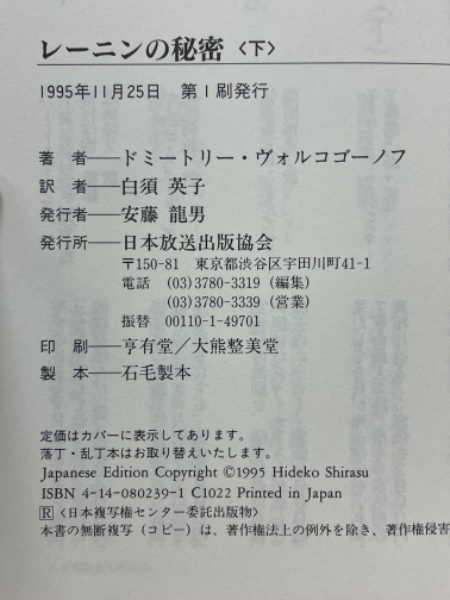 レーニンの秘密〈下〉
1995年11月25日　第1刷発行
著　者——ドミートリー・ヴォルコゴーノフ
訳　者——白須 英子
発行者——安藤 龍男
発行所——日本放送出版協会
〒150-81　東京都渋谷区宇田川町41-1
電話　(03)3780-3319（編集）
(03)3780-3339（営業）
振替　00110-1-49701
印　刷——亨有堂／大熊整美堂
製　本——石毛製本
定価はカバーに表示してあります。
落丁・乱丁本はお取り替えいたします。
Japanese Edition Copyright ©1995 Hideko Shirasu
ISBN 4-14-080239-1 C1022 Printed in Japan
R〈日本複写権センター委託出版物〉
本書の無断複写（コピー）は、著作権法上の例外を除き、著作権侵害